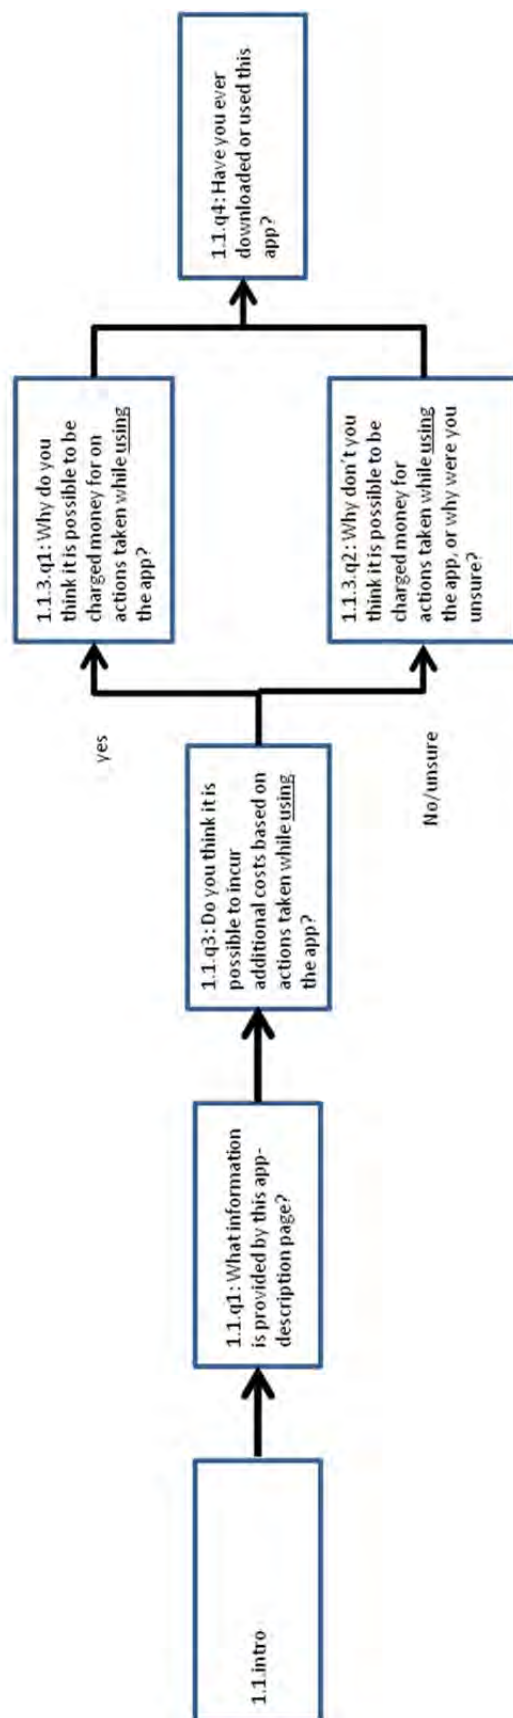 1.1.intro
1.1.q1: What information
is provided by this app-
description page?
1.1.q3: Do you think it is
possible to incur
additional costs based on
actions taken while using
the app?
yes
No/unsure
1.1.3.q1: Why do you
think it is possible to be
charged money for on
actions taken while using
the app?
1.1.3.q2: Why don't you
think it is possible to be
charged money for
actions taken while using
the app, or why were you
unsure?
1.1.q4: Have you ever
downloaded or used this
app?